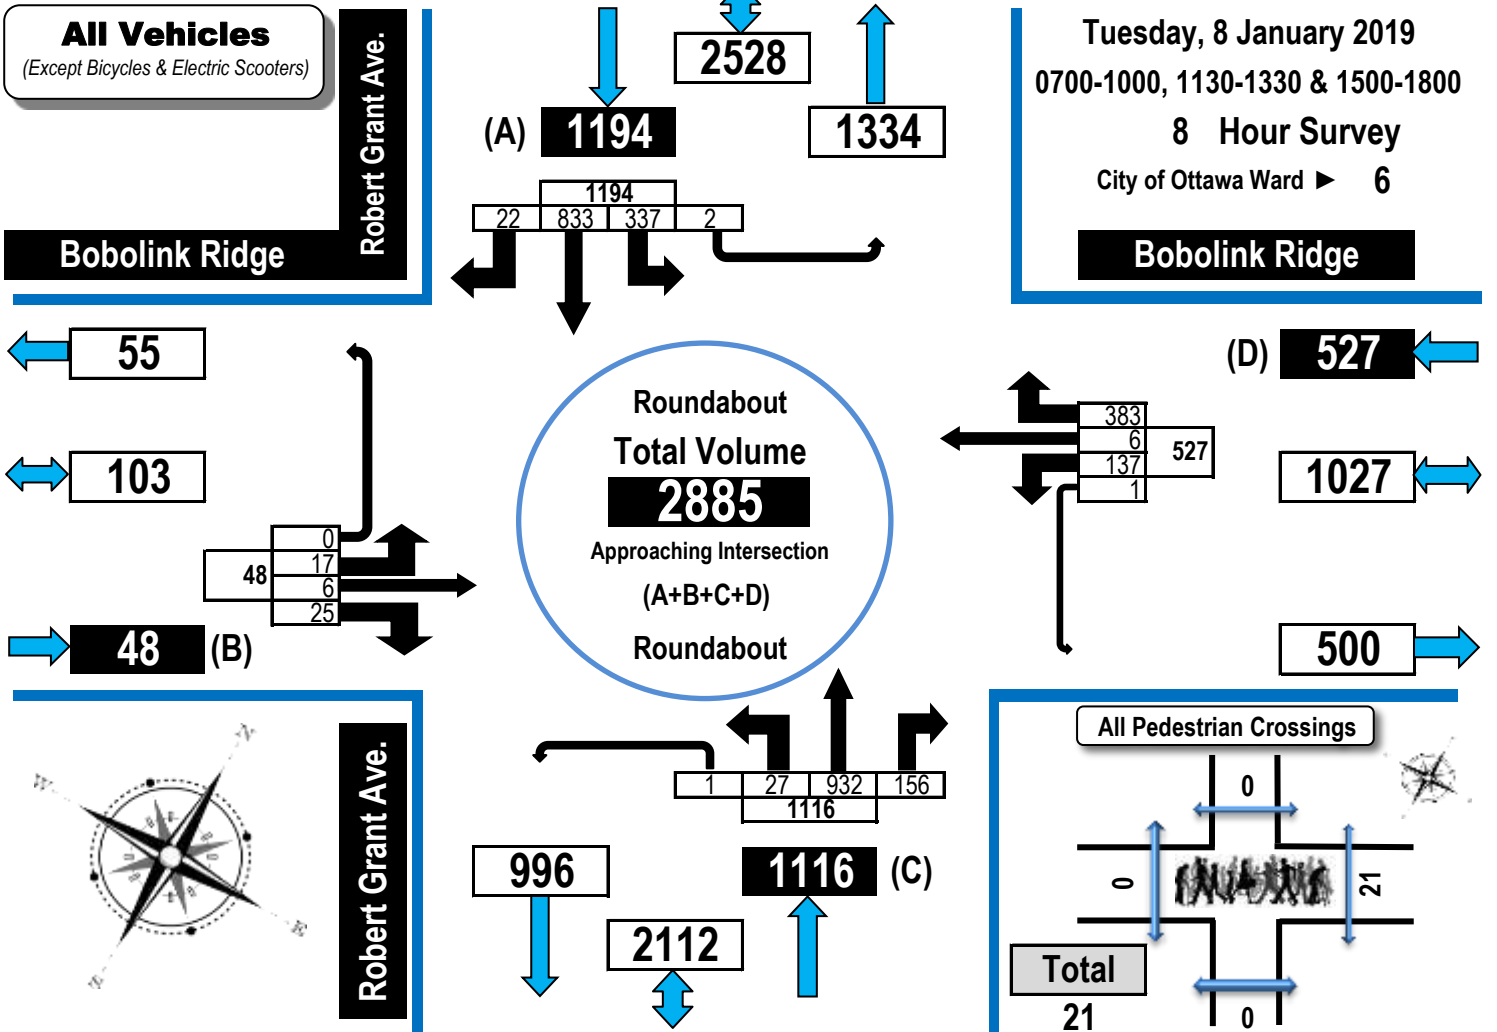 All Vehicles
(Except Bicycles & Electric Scooters)
Robert Grant Ave.
Bobolink Ridge
2528
(A) 1194
1334
1194
22 833 337 2
Tuesday, 8 January 2019
0700-1000, 1130-1330 & 1500-1800
8 Hour Survey
City of Ottawa Ward ► 6
Bobolink Ridge
55
103
0
17
6
25
48
48 (B)
Roundabout
Total Volume
2885
Approaching Intersection
(A+B+C+D)
Roundabout
(D) 527
383
6
137
1
527
1027
500
N
W
E
S
Robert Grant Ave.
1 27 932 156
1116
996
1116 (C)
2112
All Pedestrian Crossings
0
0
21
0
Total
21